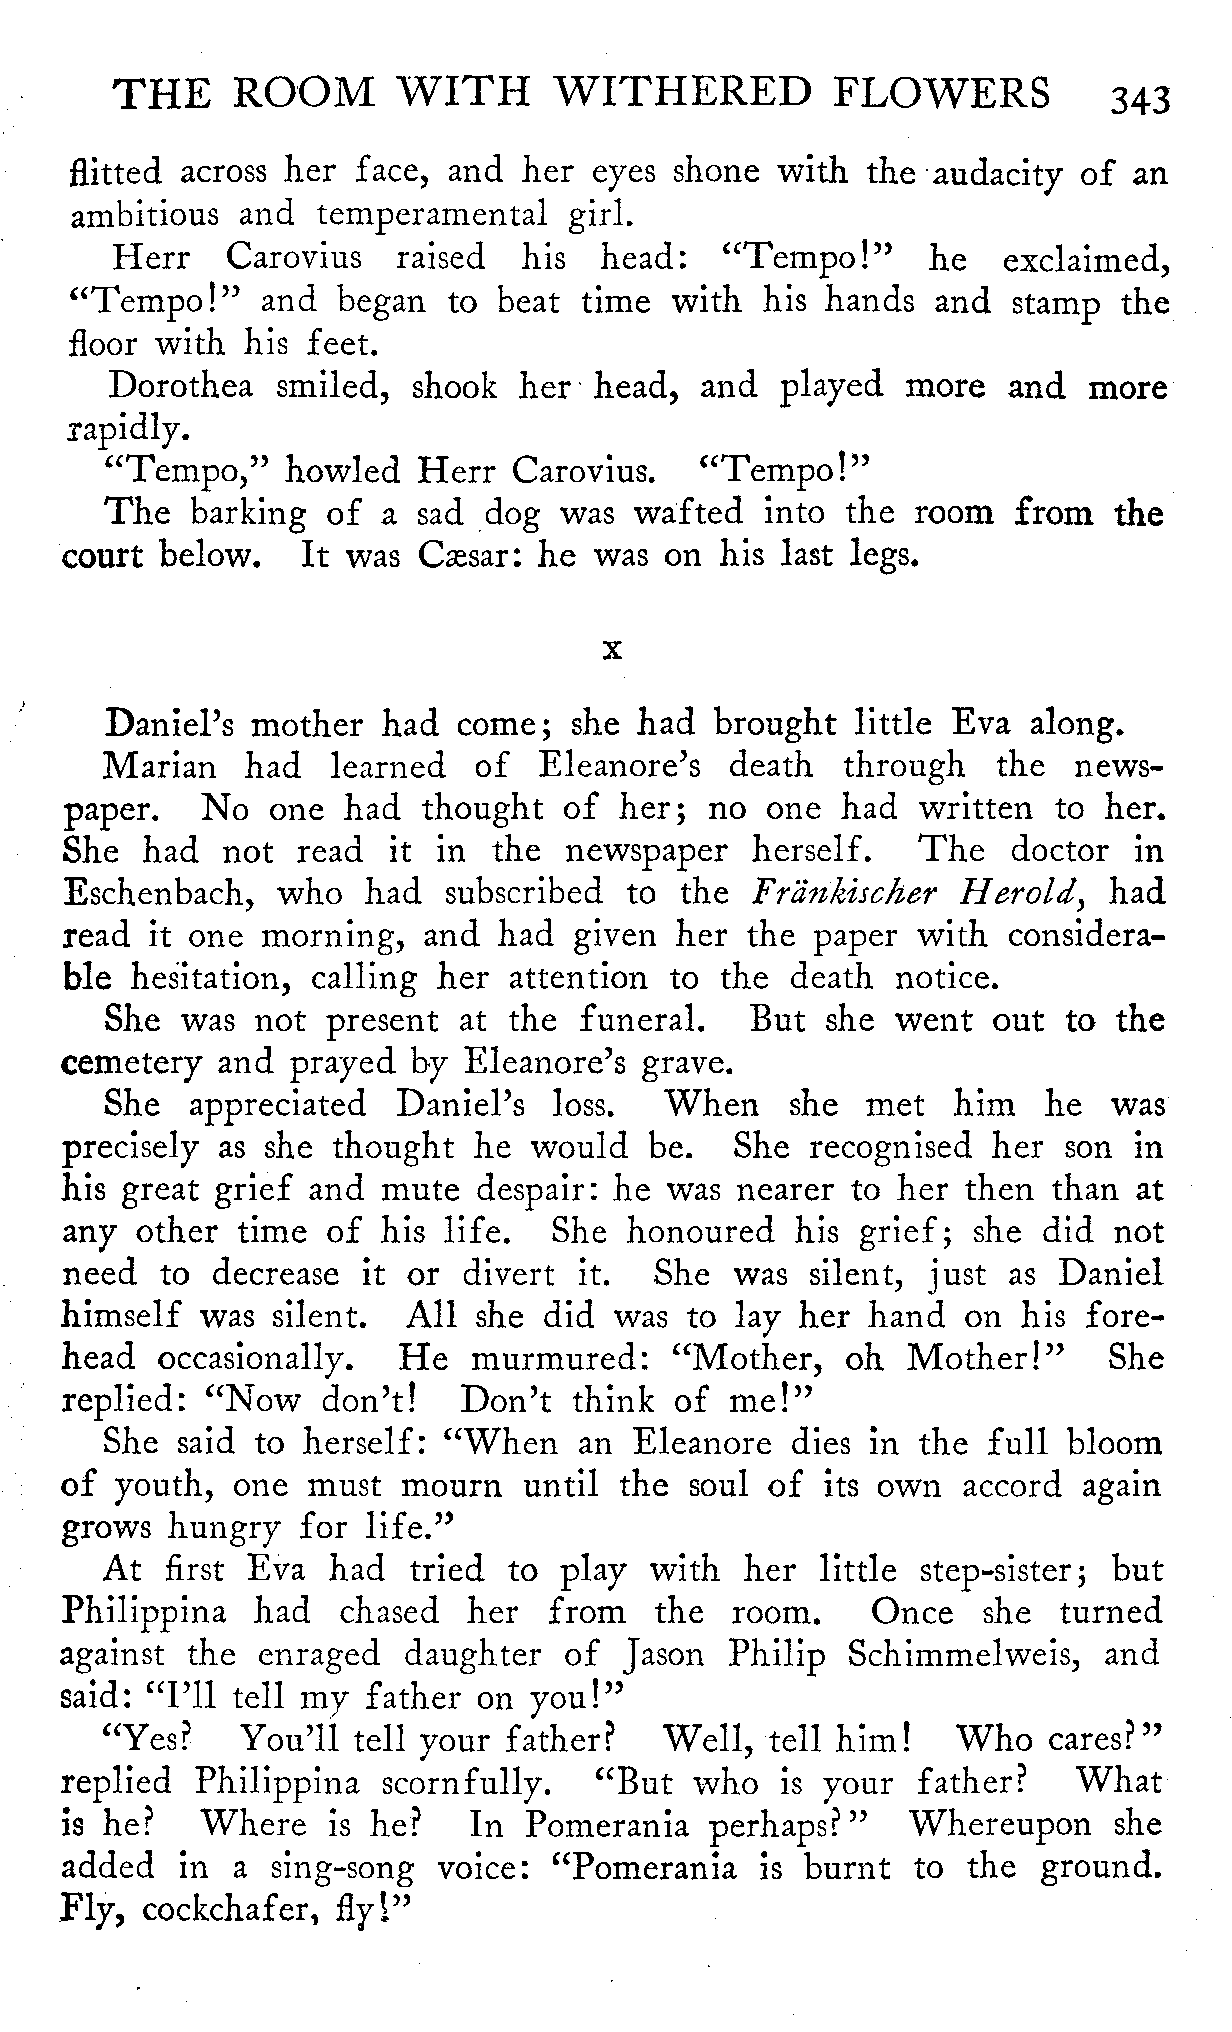 THE ROOM WITH WITHERED FLOWERS 343
flitted across her face, and her eyes shone with the audacity of an
ambitious and temperamental girl.
Herr Carovius raised his head: “Tempo!” he exclaimed,
“Tempo!” and began to beat time with his hands and stamp the
floor with his feet.
Dorothea smiled, shook her head, and played more and more
rapidly.
“Tempo,” howled Herr Carovius. “Tempo!”
The barking of a sad dog was wafted into the room from the
court below. It was Cæsar: he was on his last legs.
X
Daniel’s mother had come; she had brought little Eva along.
Marian had learned of Eleanore’s death through the news-
paper. No one had thought of her; no one had written to her.
She had not read it in the newspaper herself. The doctor in
Eschenbach, who had subscribed to the Fränkischer Herold, had
read it one morning, and had given her the paper with considera-
ble hesitation, calling her attention to the death notice.
She was not present at the funeral. But she went out to the
cemetery and prayed by Eleanore’s grave.
She appreciated Daniel’s loss. When she met him he was
precisely as she thought he would be. She recognised her son in
his great grief and mute despair: he was nearer to her then than at
any other time of his life. She honoured his grief; she did not
need to decrease it or divert it. She was silent, just as Daniel
himself was silent. All she did was to lay her hand on his fore-
head occasionally. He murmured: “Mother, oh Mother!” She
replied: “Now don’t! Don’t think of me!”
She said to herself: “When an Eleanore dies in the full bloom
of youth, one must mourn until the soul of its own accord again
grows hungry for life.”
At first Eva had tried to play with her little step-sister; but
Philippina had chased her from the room. Once she turned
against the enraged daughter of Jason Philip Schimmelweis, and
said: “I’ll tell my father on you!”
“Yes? You’ll tell your father? Well, tell him! Who cares?”
replied Philippina scornfully. “But who is your father? What
is he? Where is he? In Pomerania perhaps?” Whereupon she
added in a sing-song voice: “Pomerania is burnt to the ground.
Fly, cockchafer, fly!”